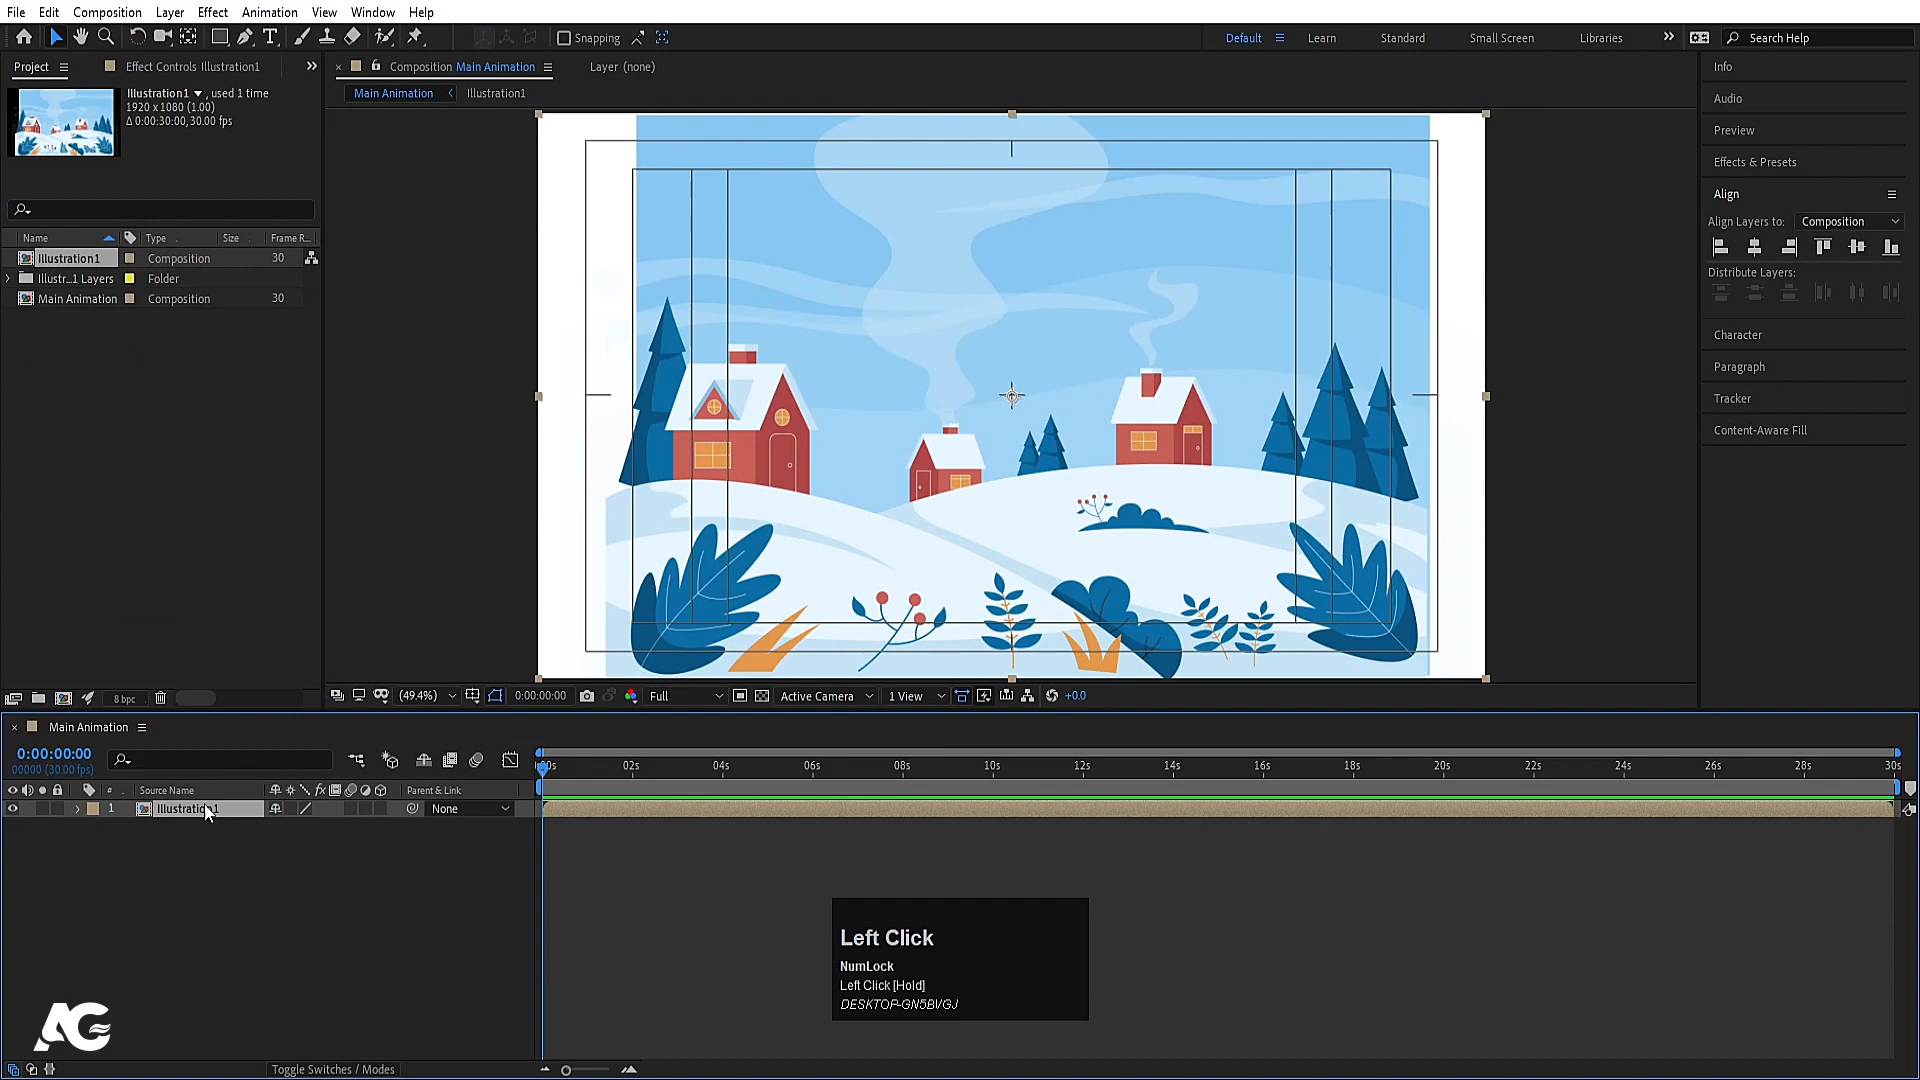 File Edit Composition Layer Effect Animation View Window Help
Snapping
Default Learn Standard Small Screen Libraries Search Help
Project Effect Controls Illustration1
Composition Main Animation Layer (none)
Main Animation Illustration1
Illustration1 , used 1 time
1920 x 1080 (1.00)
Δ 0:00:30:00, 30.00 fps
Name Type Size Frame R...
Illustration1 Composition 30
Illustr...1 Layers Folder
Main Animation Composition 30
8 bpc
(49.4%) 0:00:00:00 Full Active Camera 1 View +0.0
Info
Audio
Preview
Effects & Presets
Align
Align Layers to: Composition
Distribute Layers:
Character
Paragraph
Tracker
Content-Aware Fill
Main Animation
0:00:00:00
00000 (30.00 fps)
02s 04s 06s 08s 10s 12s 14s 16s 18s 20s 22s 24s 26s 28s 30s
# Source Name Parent & Link
1 Illustration1 None
Left Click
NumLock
Left Click [Hold]
DESKTOP-GN5BVGJ
AG
Toggle Switches / Modes